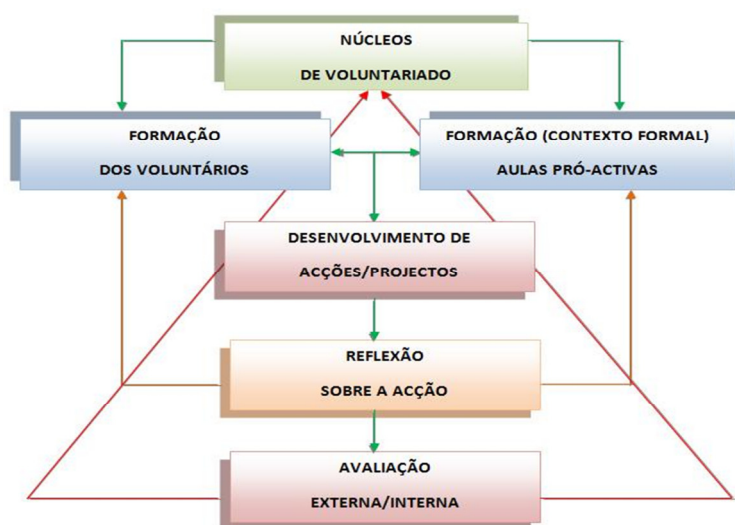 NÚCLEOS
DE VOLUNTARIADO
FORMAÇÃO
DOS VOLUNTÁRIOS
FORMAÇÃO (CONTEXTO FORMAL)
AULAS PRÓ-ACTIVAS
DESENVOLVIMENTO DE
ACÇÕES/PROJECTOS
REFLEXÃO
SOBRE A ACÇÃO
AVALIAÇÃO
EXTERNA/INTERNA